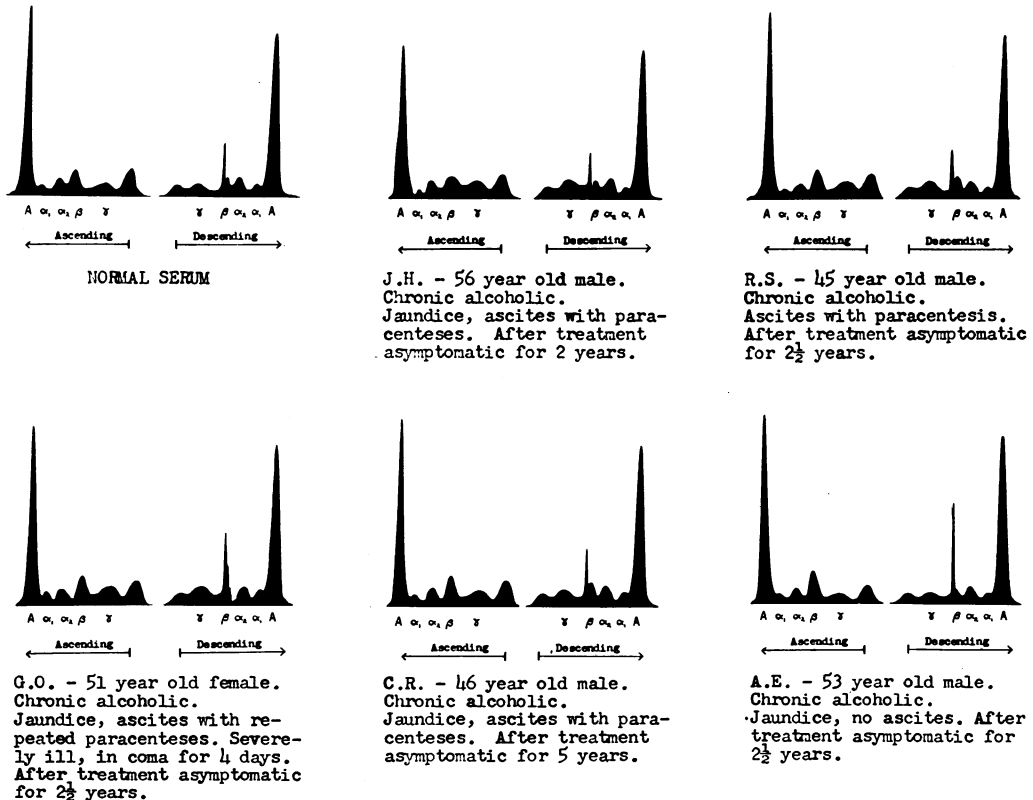 A α₁ α₂ β γ
γ β α₂ α₁ A
Ascending
Descending
NORMAL SERUM
A α₁ α₂ β γ
γ β α₂ α₁ A
Ascending
Descending
J.H. - 56 year old male.
Chronic alcoholic.
Jaundice, ascites with para-
centeses. After treatment
asymptomatic for 2 years.
A α₁ α₂ β γ
γ β α₂ α₁ A
Ascending
Descending
R.S. - 45 year old male.
Chronic alcoholic.
Ascites with paracentesis.
After treatment asymptomatic
for 2½ years.
A α₁ α₂ β γ
γ β α₂ α₁ A
Ascending
Descending
G.O. - 51 year old female.
Chronic alcoholic.
Jaundice, ascites with re-
peated paracenteses. Severe-
ly ill, in coma for 4 days.
After treatment asymptomatic
for 2½ years.
A α₁ α₂ β γ
γ β α₂ α₁ A
Ascending
Descending
C.R. - 46 year old male.
Chronic alcoholic.
Jaundice, ascites with para-
centeses. After treatment
asymptomatic for 5 years.
A α₁ α₂ β γ
γ β α₂ α₁ A
Ascending
Descending
A.E. - 53 year old male.
Chronic alcoholic.
Jaundice, no ascites. After
treatment asymptomatic for
2½ years.